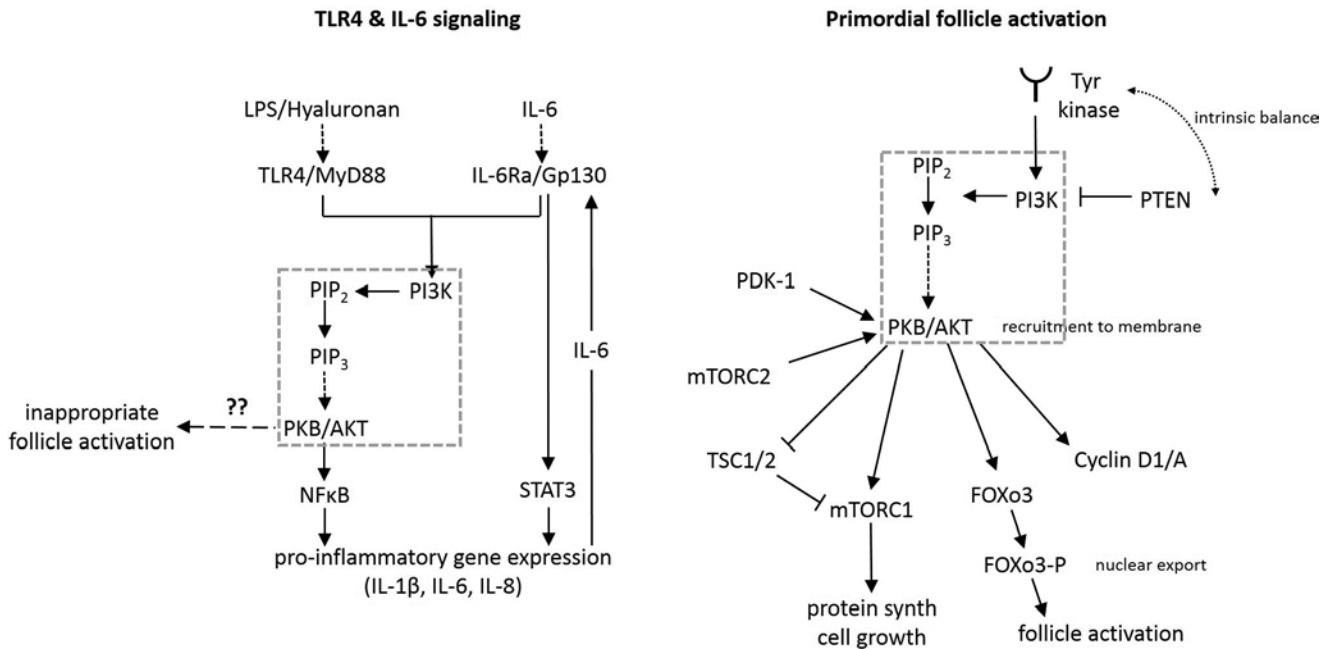 TLR4 & IL-6 signaling
LPS/Hyaluronan
IL-6
TLR4/MyD88
IL-6Ra/Gp130
PIP₂
PI3K
PIP₃
IL-6
??
inappropriate
follicle activation
PKB/AKT
NFκB
STAT3
pro-inflammatory gene expression
(IL-1β, IL-6, IL-8)
Primordial follicle activation
Tyr
kinase
intrinsic balance
PIP₂
PI3K
PTEN
PIP₃
PDK-1
PKB/AKT
recruitment to membrane
mTORC2
TSC1/2
Cyclin D1/A
mTORC1
FOXo3
FOXo3-P
nuclear export
protein synth
cell growth
follicle activation